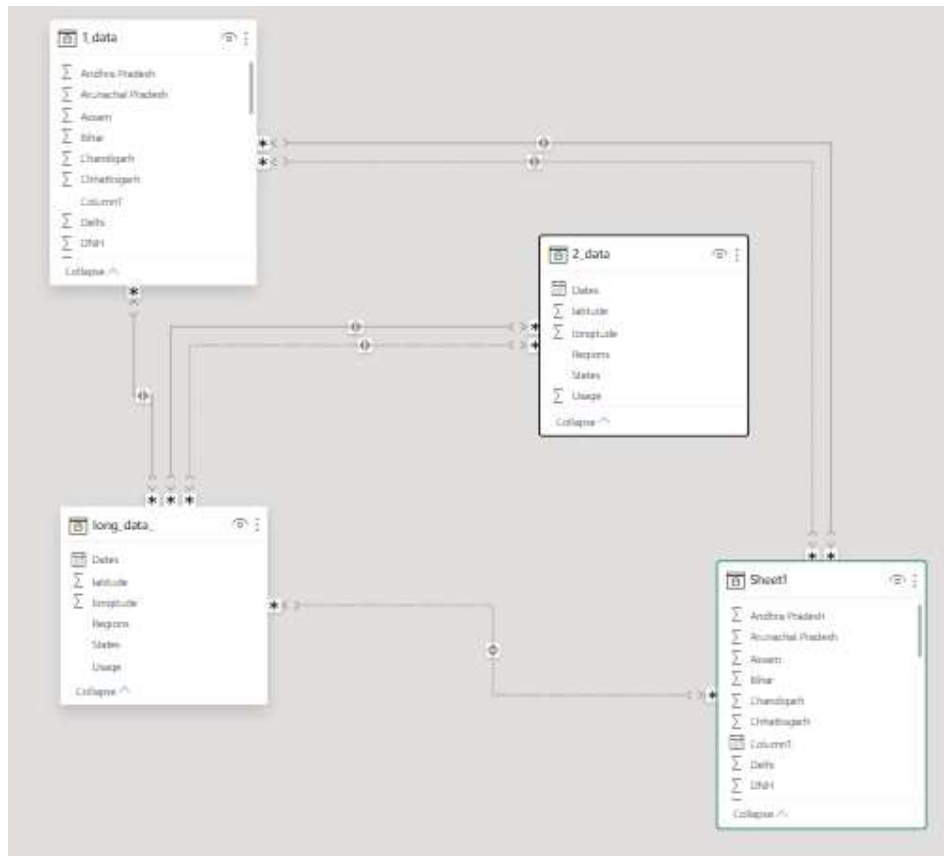 1_data
Andhra Pradesh
Arunachal Pradesh
Assam
Bihar
Chandigarh
Chhattisgarh
Column1
Delhi
DNH
Collapse
2_data
Dates
latitude
longitude
Regions
States
Usage
Collapse
long_data_
Dates
latitude
longitude
Regions
States
Usage
Collapse
Sheet1
Andhra Pradesh
Arunachal Pradesh
Assam
Bihar
Chandigarh
Chhattisgarh
Column1
Delhi
DNH
Collapse